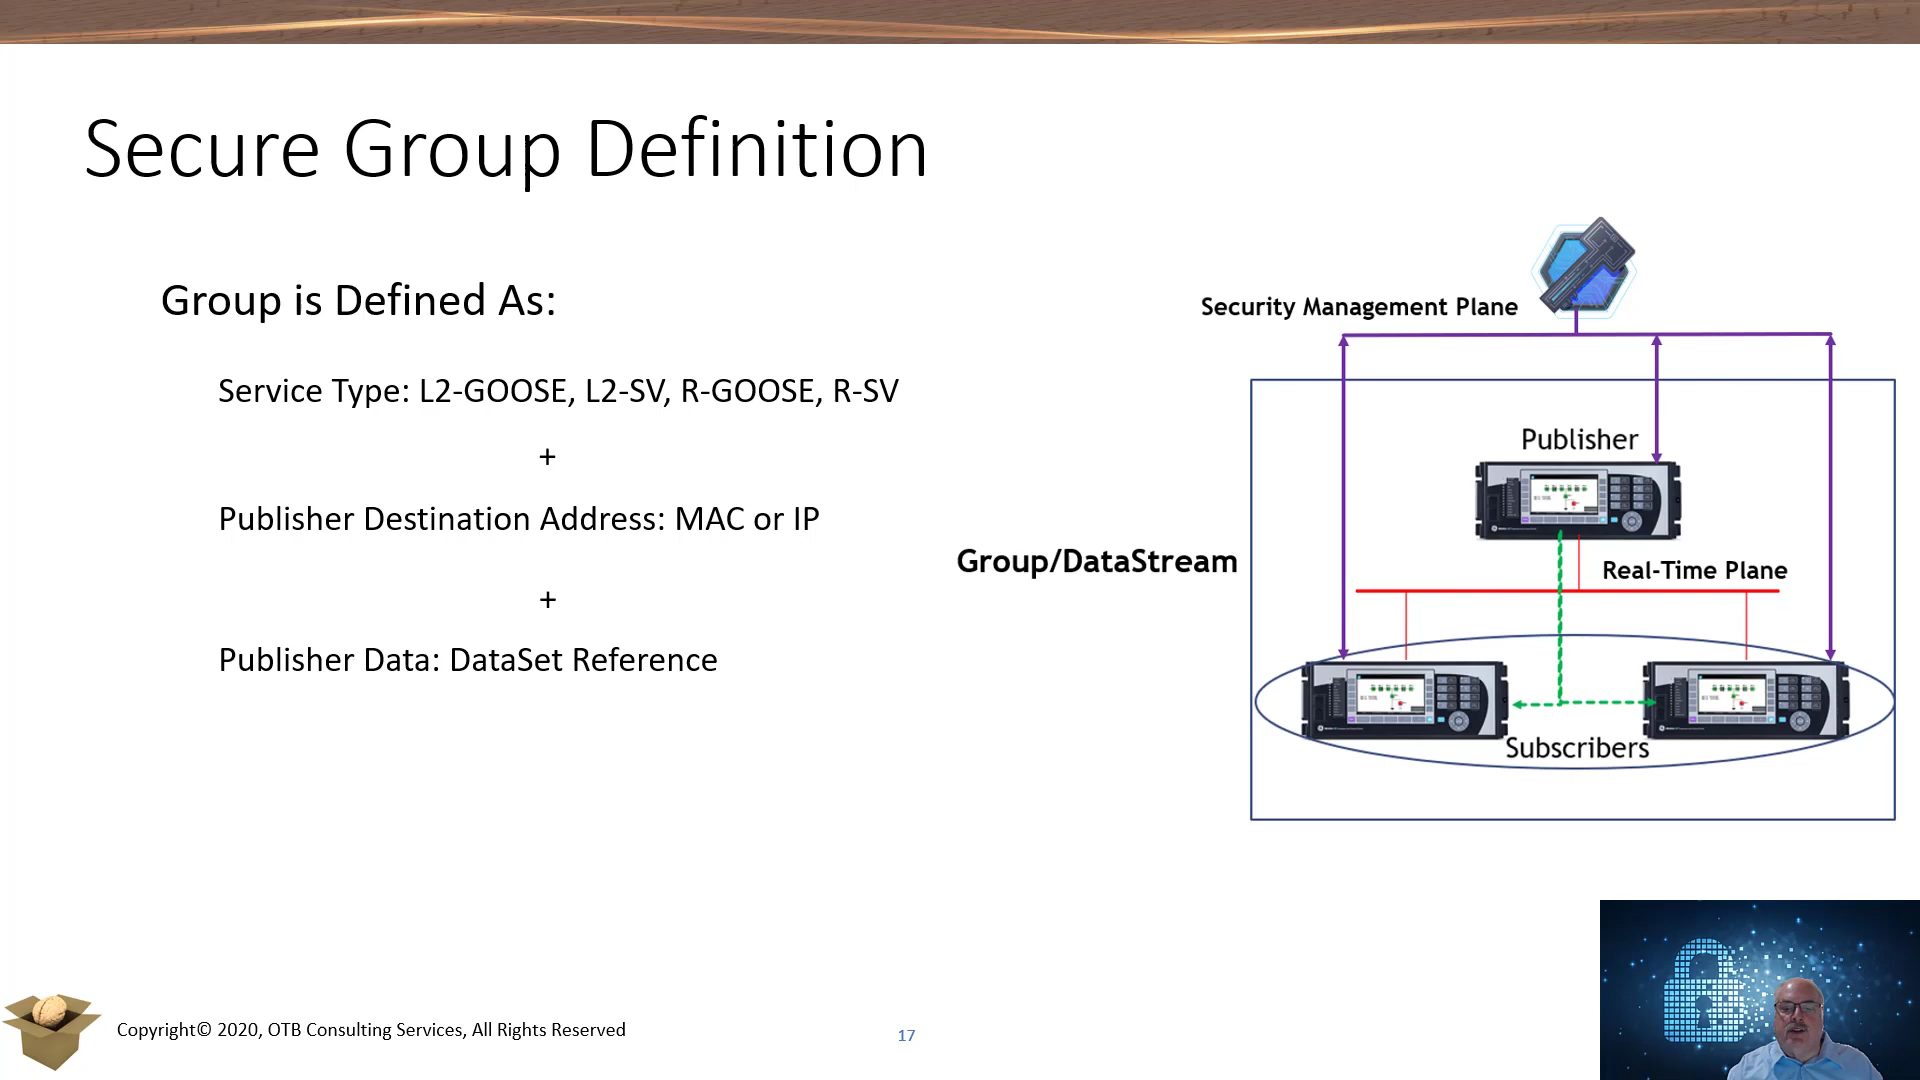 Secure Group Definition
Group is Defined As:
Service Type: L2-GOOSE, L2-SV, R-GOOSE, R-SV
+
Publisher Destination Address: MAC or IP
+
Publisher Data: DataSet Reference
Security Management Plane
Publisher
Group/DataStream
Real-Time Plane
Subscribers
Copyright© 2020, OTB Consulting Services, All Rights Reserved
17